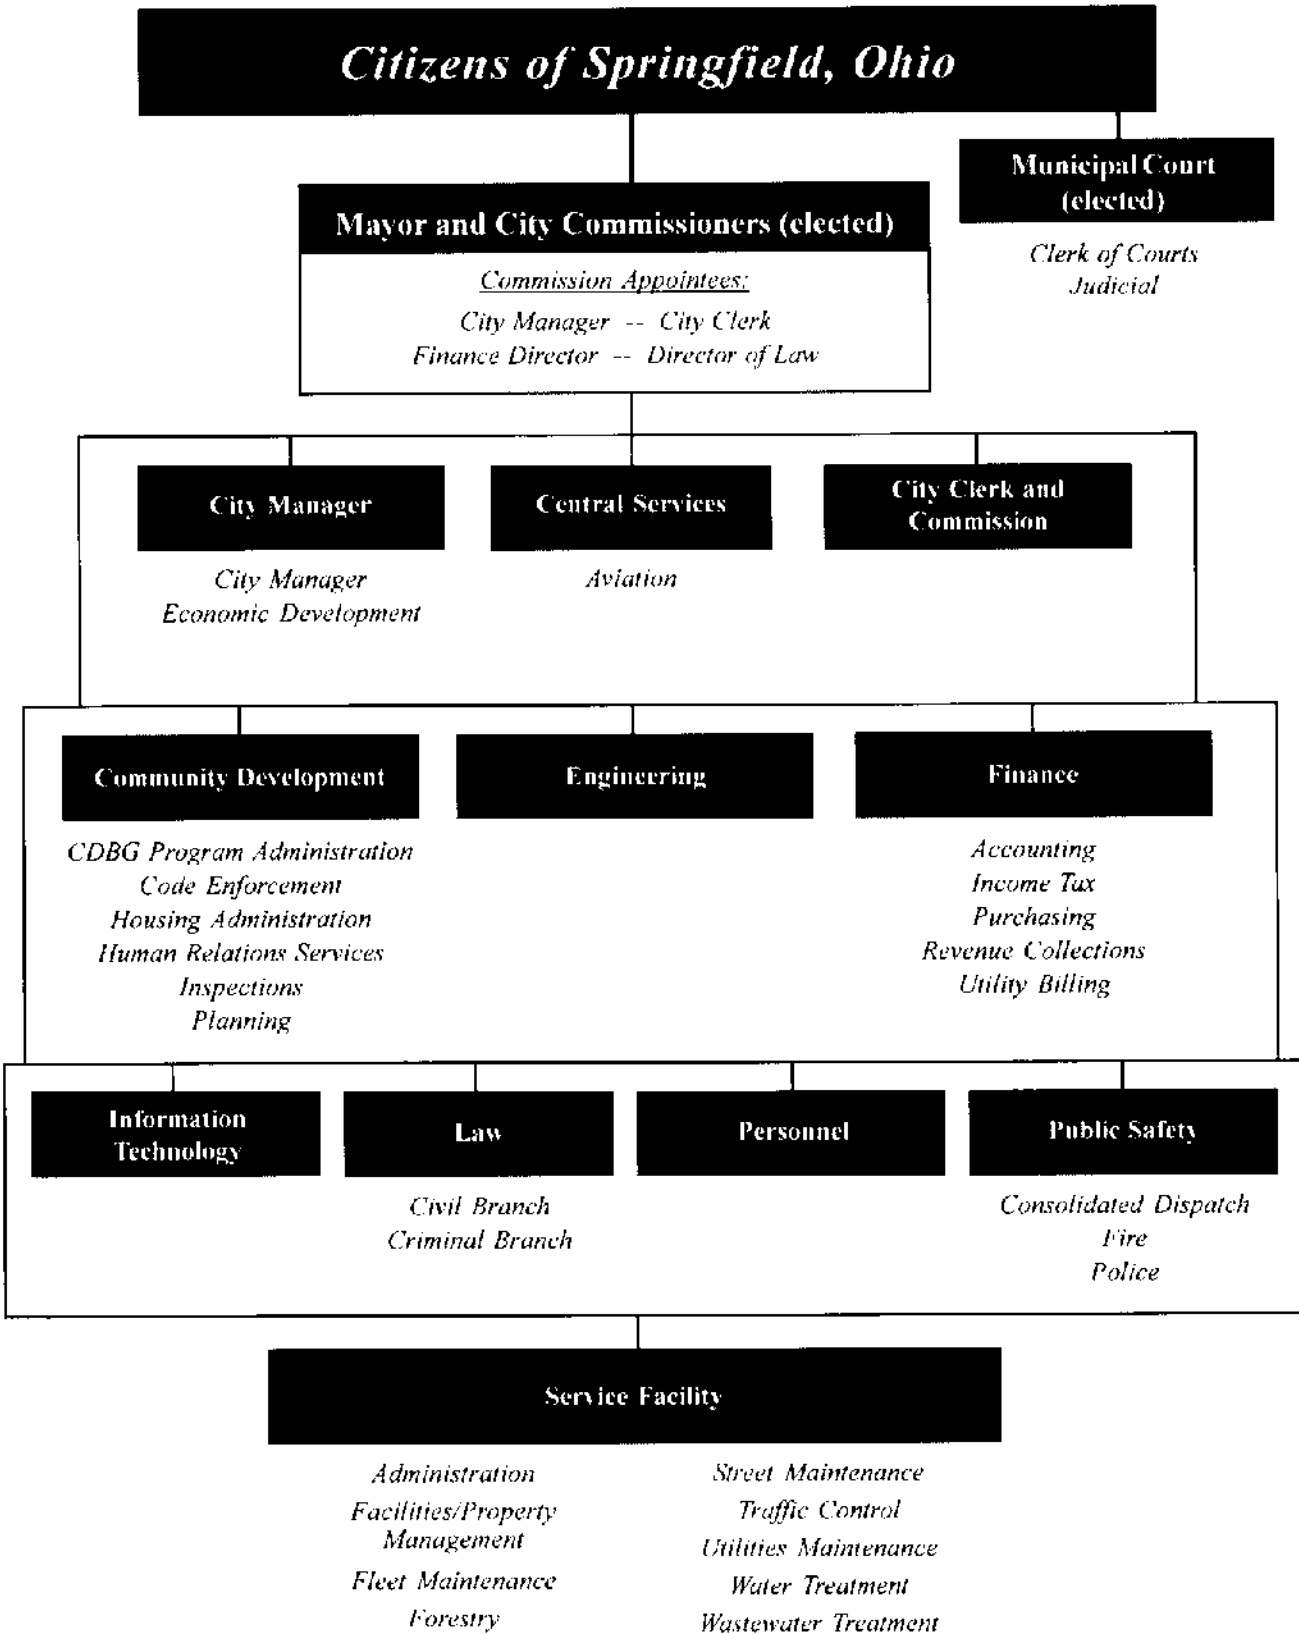 Citizens of Springfield, Ohio
Municipal Court
(elected)
Clerk of Courts
Judicial
Mayor and City Commissioners (elected)
Commission Appointees:
City Manager -- City Clerk
Finance Director -- Director of Law
City Manager
City Manager
Economic Development
Central Services
Aviation
City Clerk and
Commission
Community Development
CDBG Program Administration
Code Enforcement
Housing Administration
Human Relations Services
Inspections
Planning
Engineering
Finance
Accounting
Income Tax
Purchasing
Revenue Collections
Utility Billing
Information
Technology
Law
Civil Branch
Criminal Branch
Personnel
Public Safety
Consolidated Dispatch
Fire
Police
Service Facility
Administration
Facilities/Property
Management
Fleet Maintenance
Forestry
Street Maintenance
Traffic Control
Utilities Maintenance
Water Treatment
Wastewater Treatment